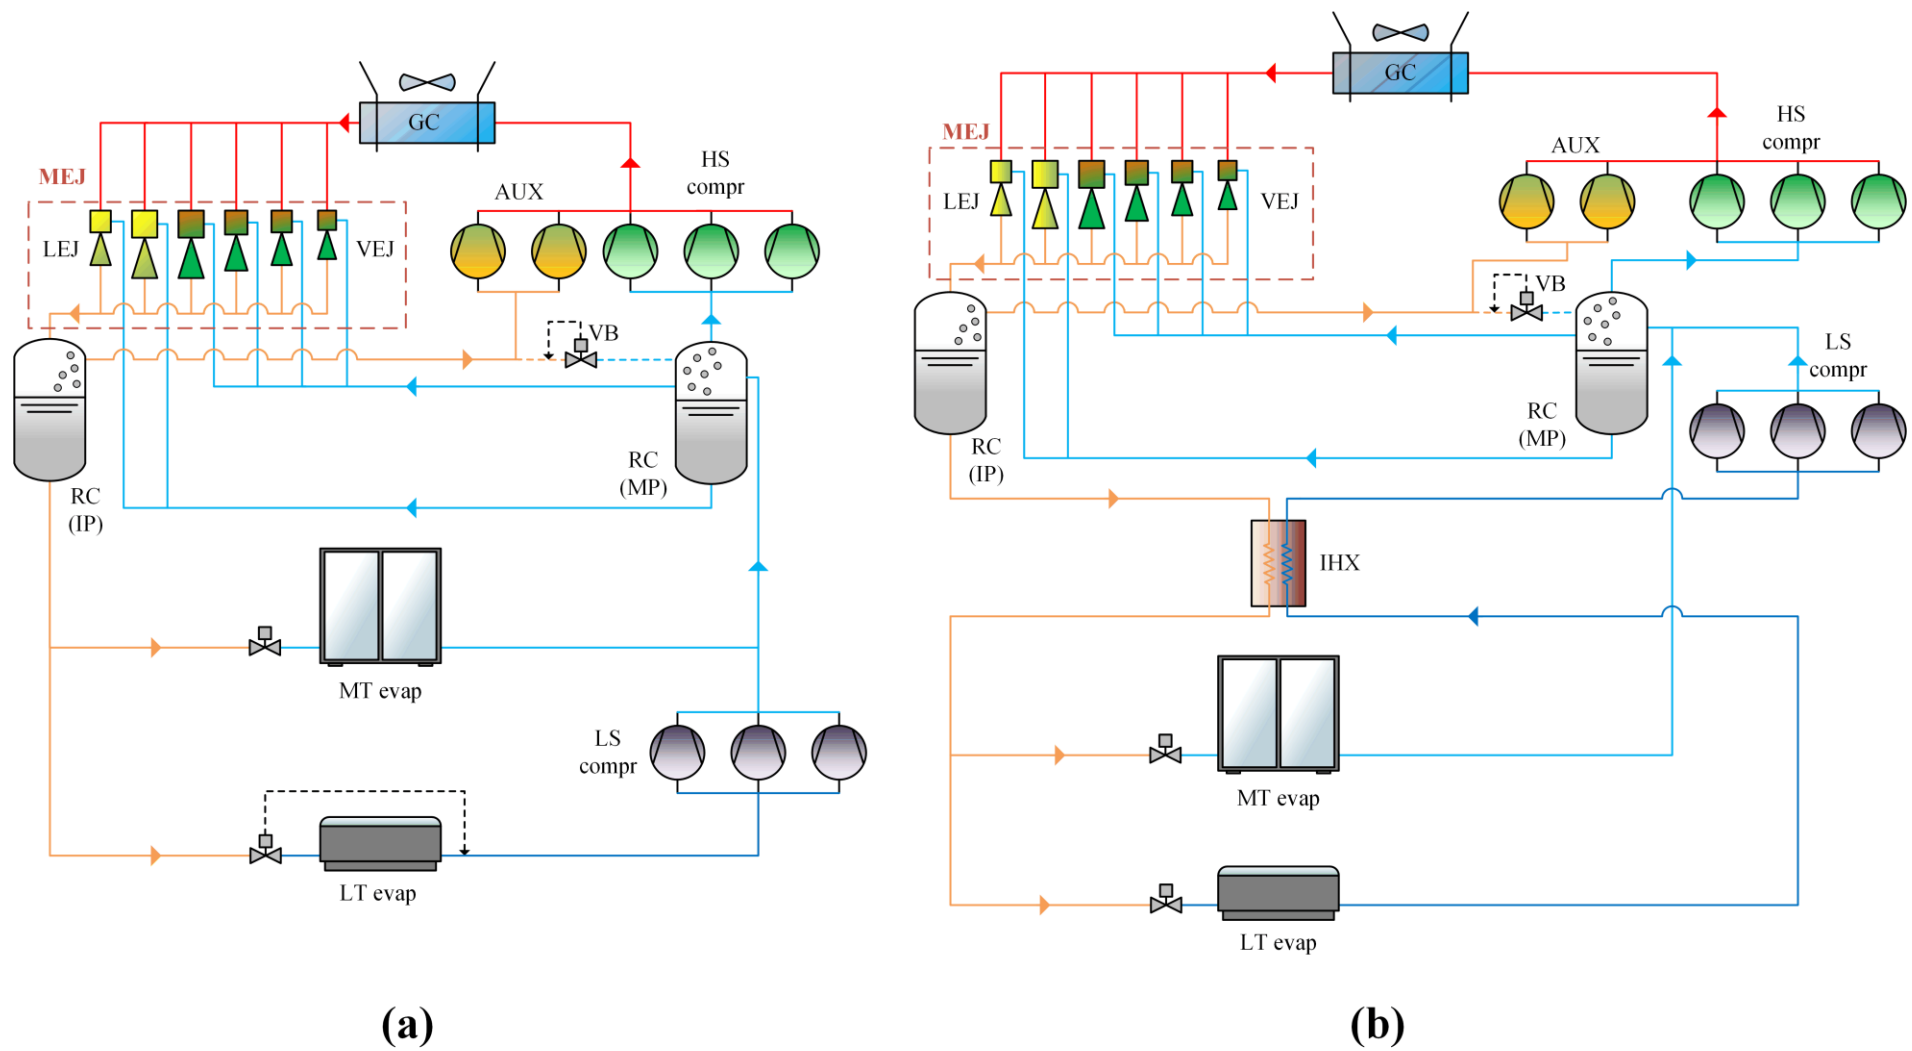 GC
HS
compr
AUX
MEJ
LEJ
VEJ
VB
RC
(MP)
RC
(IP)
MT evap
LS
compr
LT evap
(a)
GC
HS
compr
AUX
MEJ
LEJ
VEJ
VB
LS
compr
RC
(MP)
RC
(IP)
IHX
MT evap
LT evap
(b)